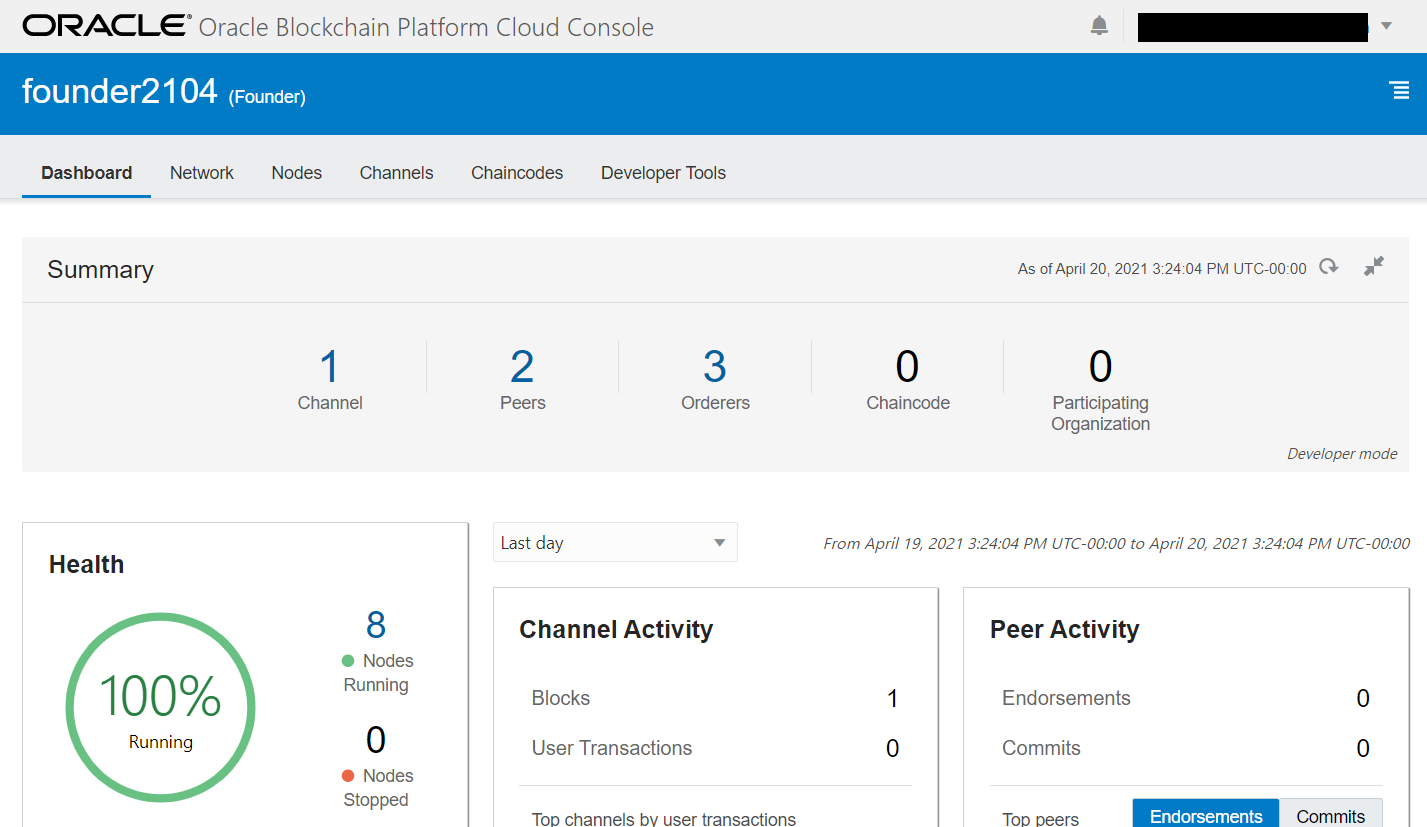 ORACLE® Oracle Blockchain Platform Cloud Console
founder2104 (Founder)
Dashboard Network Nodes Channels Chaincodes Developer Tools
Summary As of April 20, 2021 3:24:04 PM UTC-00:00
1 2 3 0 0
Channel Peers Orderers Chaincode Participating
Organization
Developer mode
Health
100%
Running
8
Nodes
Running
0
Nodes
Stopped
Last day From April 19, 2021 3:24:04 PM UTC-00:00 to April 20, 2021 3:24:04 PM UTC-00:00
Channel Activity
Blocks 1
User Transactions 0
Top channels by user transactions
Peer Activity
Endorsements 0
Commits 0
Top peers Endorsements Commits